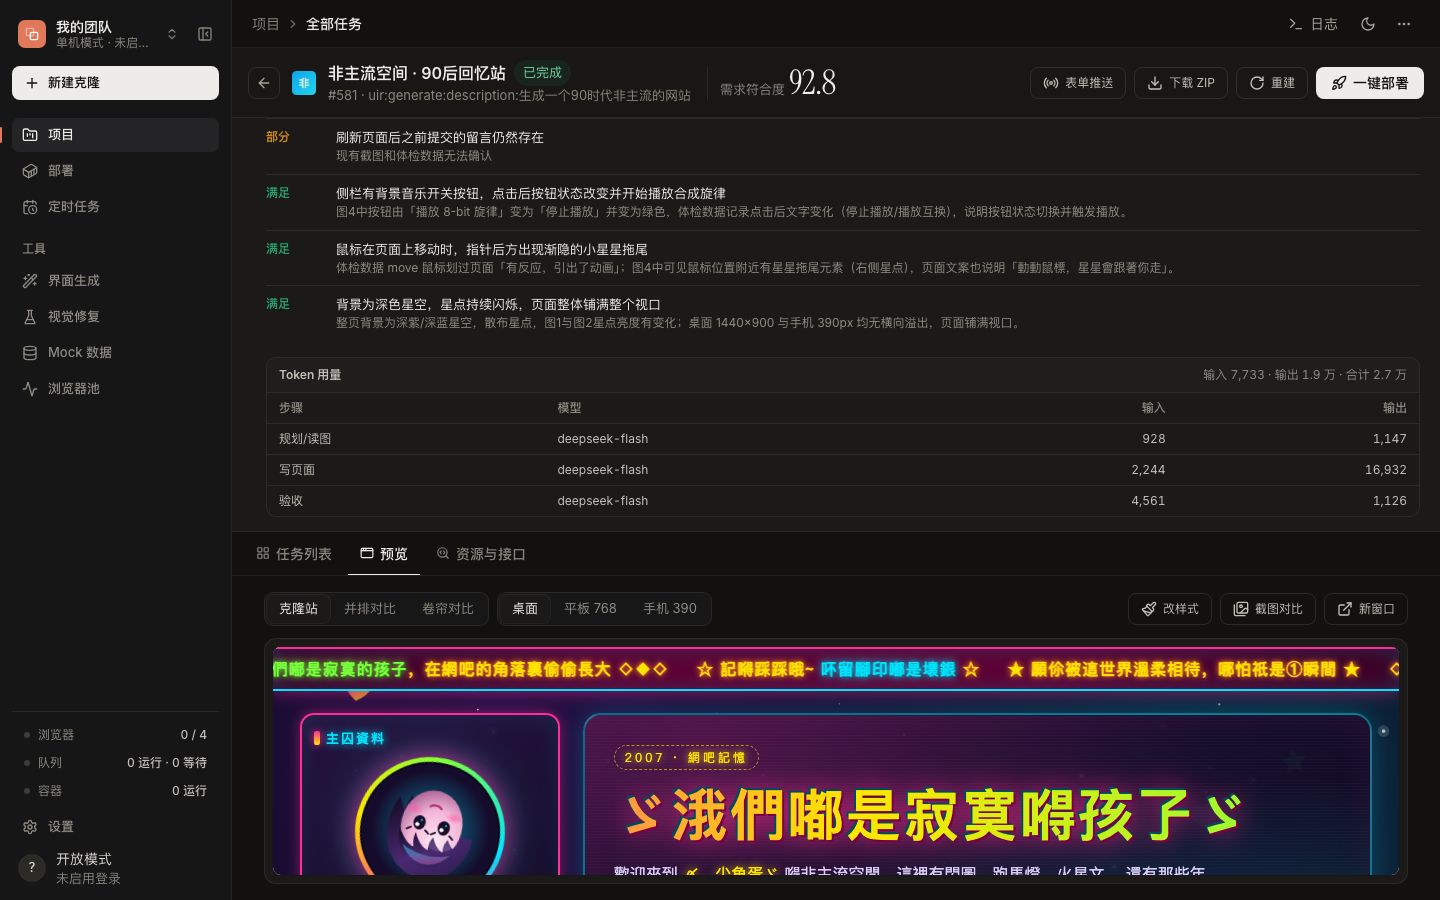 我的团队
单机模式 · 未启...
新建克隆
项目
部署
定时任务
工具
界面生成
视觉修复
Mock 数据
浏览器池
浏览器 0 / 4
队列 0 运行 · 0 等待
容器 0 运行
设置
?
开放模式
未启用登录
项目 > 全部任务
日志
非
非主流空间 · 90后回忆站 已完成
#581 · uir:generate:description:生成一个90时代非主流的网站
需求符合度 92.8
表单推送
下载 ZIP
重建
一键部署
部分 刷新页面后之前提交的留言仍然存在
现有截图和体检数据无法确认
满足 侧栏有背景音乐开关按钮，点击后按钮状态改变并开始播放合成旋律
图4中按钮由「播放 8-bit 旋律」变为「停止播放」并变为绿色，体检数据记录点击后文字变化（停止播放/播放互换），说明按钮状态切换并触发播放。
满足 鼠标在页面上移动时，指针后方出现渐隐的小星星拖尾
体检数据 move 鼠标划过页面「有反应，引出了动画」；图4中可见鼠标位置附近有星星拖尾元素（右侧星点），页面文案也说明「動動鼠標，星星會跟著你走」。
满足 背景为深色星空，星点持续闪烁，页面整体铺满整个视口
整页背景为深紫/深蓝星空，散布星点，图1与图2星点亮度有变化；桌面 1440×900 与手机 390px 均无横向溢出，页面铺满视口。
Token 用量 输入 7,733 · 输出 1.9 万 · 合计 2.7 万
步骤 模型 输入 输出
规划/读图 deepseek-flash 928 1,147
写页面 deepseek-flash 2,244 16,932
验收 deepseek-flash 4,561 1,126
任务列表 预览 资源与接口
克隆站 并排对比 卷帘对比 桌面 平板 768 手机 390
改样式 截图对比 新窗口
們嘟是寂寞的孩子，在網吧的角落裏偷偷長大 ◇◆◇ ☆ 記嘚踩踩哦~ 吥留腳印嘟是壞銀 ☆ ★ 願伱被這世界溫柔相待，哪怕祇是①瞬間 ★
主囚資料
2007 · 網吧記憶
ゞ涐們嘟是寂寞嘚孩子ゞ